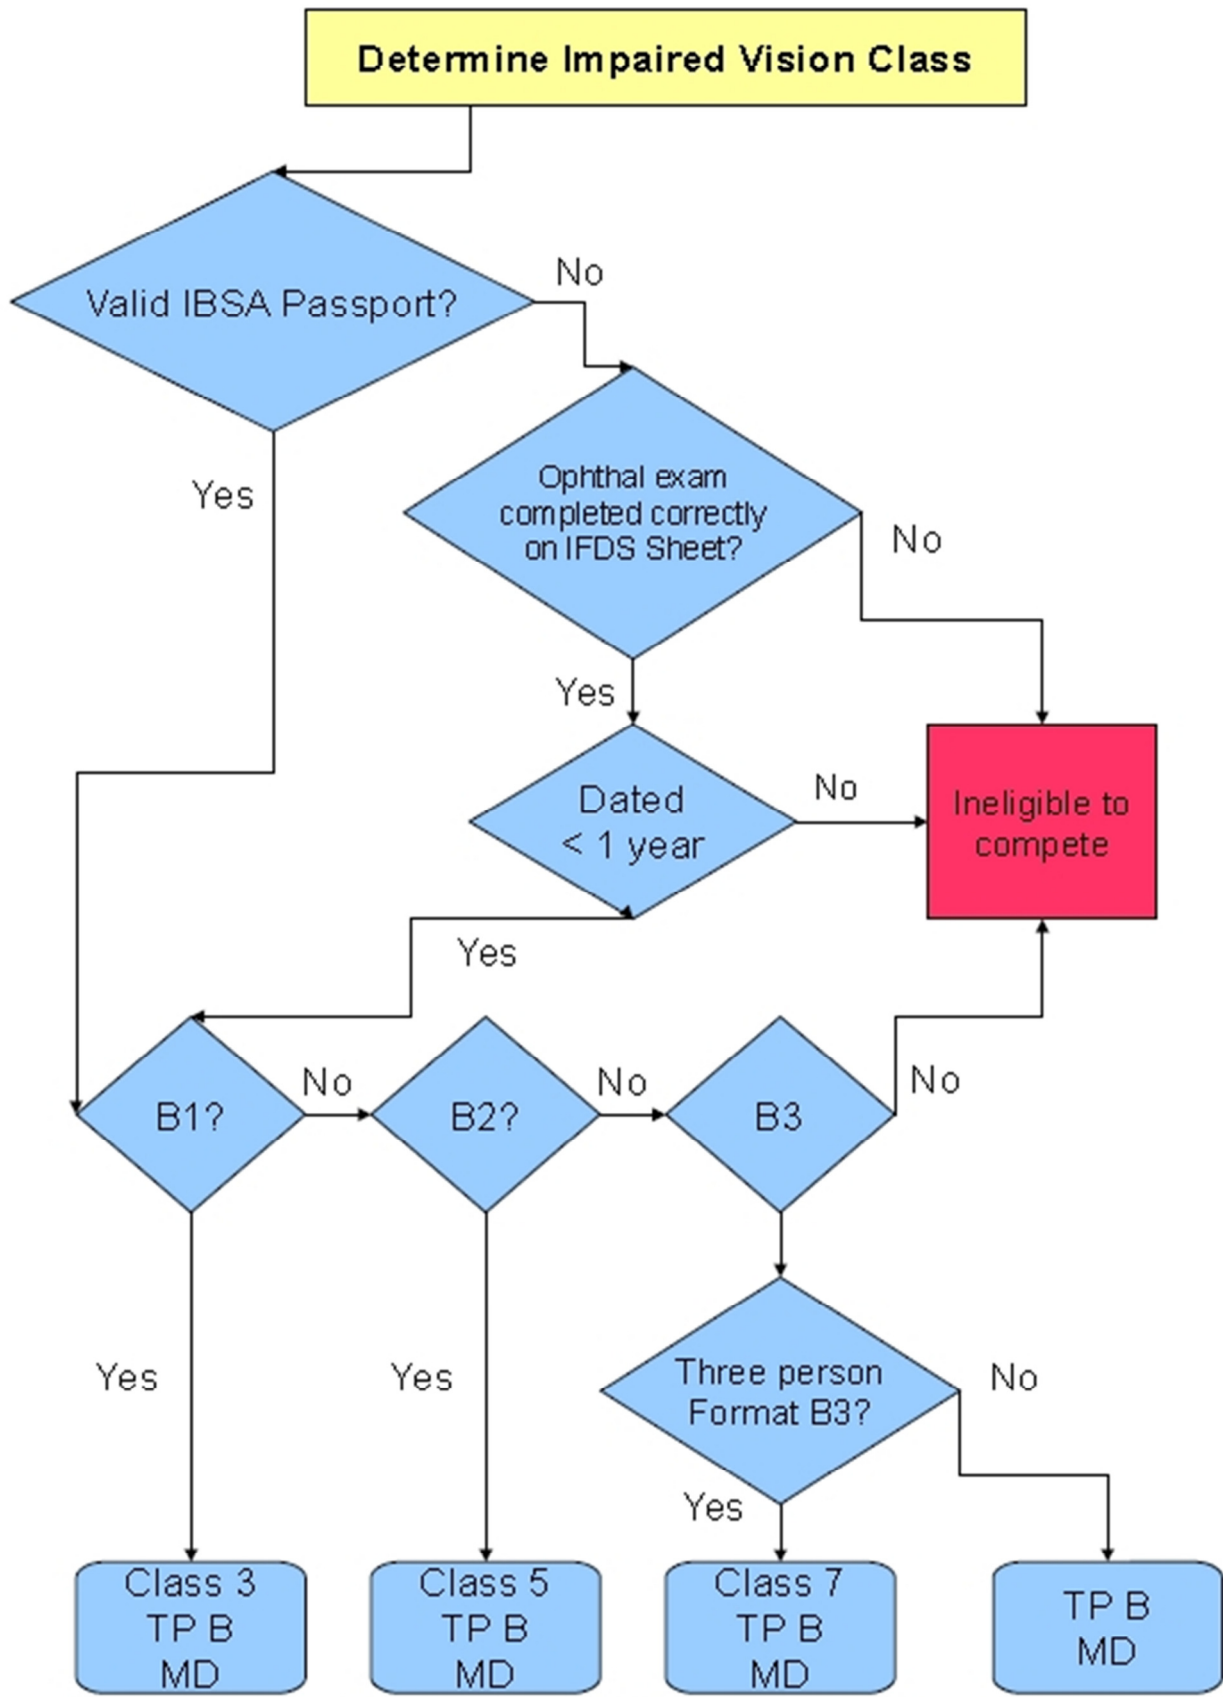 Determine Impaired Vision Class
No
Valid IBSA Passport?
Yes
Ophthal exam
completed correctly
on IFDS Sheet?
No
Yes
Dated
< 1 year
No
Ineligible to
compete
Yes
B1?
No
B2?
No
B3
No
Yes
Yes
Three person
Format B3?
No
Yes
Class 3
TP B
MD
Class 5
TP B
MD
Class 7
TP B
MD
TP B
MD